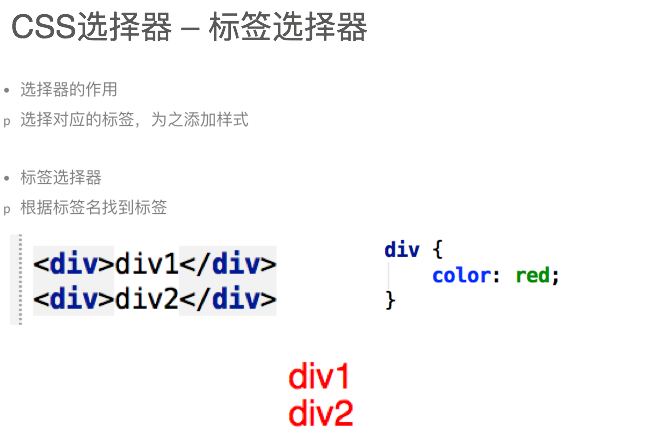 CSS选择器 – 标签选择器
• 选择器的作用
p 选择对应的标签，为之添加样式
• 标签选择器
p 根据标签名找到标签
<div>div1</div>
<div>div2</div>
div {
    color: red;
}
div1
div2